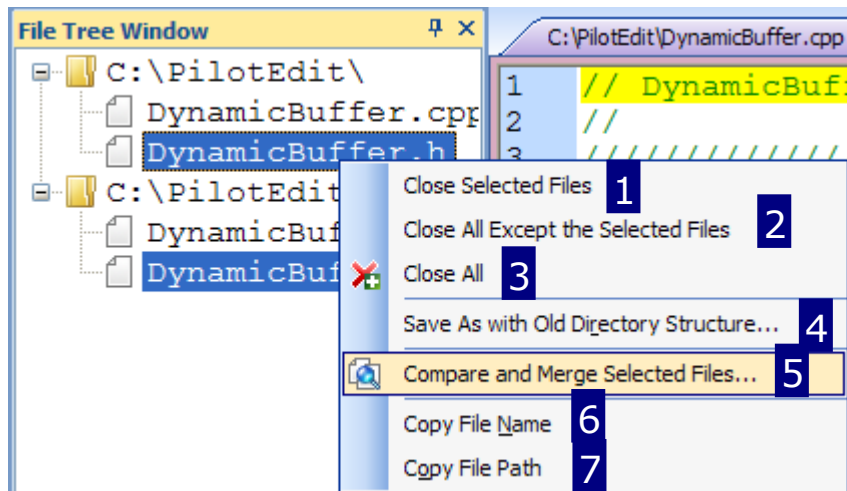 File Tree Window
C:\PilotEdit\DynamicBuffer.cpp
C:\PilotEdit\
DynamicBuffer.cpp
DynamicBuffer.h
C:\PilotEdit
DynamicBuf
DynamicBuf
1 // DynamicBuf
2 //
3 /////////////
Close Selected Files 1
Close All Except the Selected Files 2
Close All 3
Save As with Old Directory Structure... 4
Compare and Merge Selected Files... 5
Copy File Name 6
Copy File Path 7